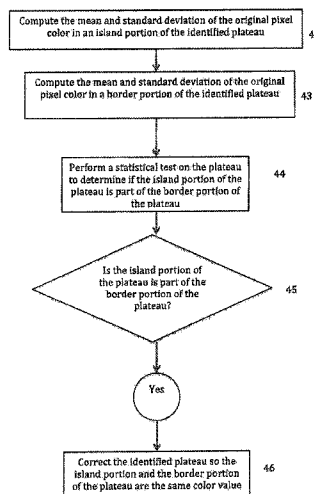 Compute the mean and standard deviation of the original pixel
color in an island portion of the identified plateau
4
Compute the mean and standard deviation of the original
pixel color in a border portion of the identified plateau
43
Perform a statistical test on the plateau
to determine if the island portion of the
plateau is part of the border portion of
the plateau
44
Is the island portion of
the plateau is part of the
border portion of the
plateau?
45
Yes
Correct the identified plateau so the
island portion and the border portion
of the plateau are the same color value
46